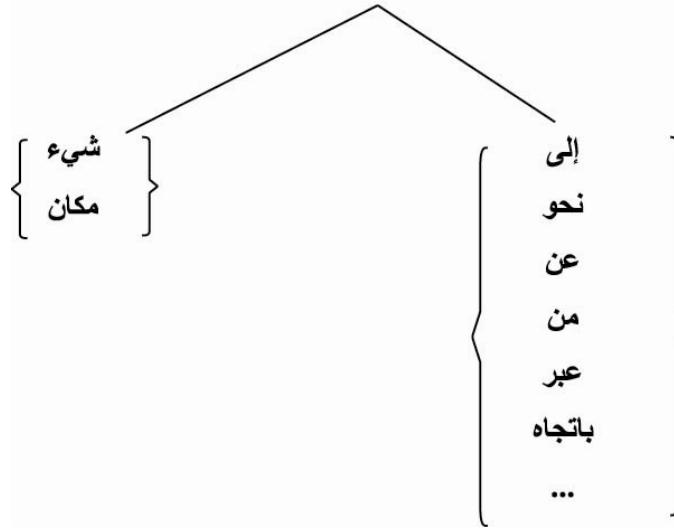 إلى
نحو
عن
من
عبر
باتجاه
...
شيء
مكان